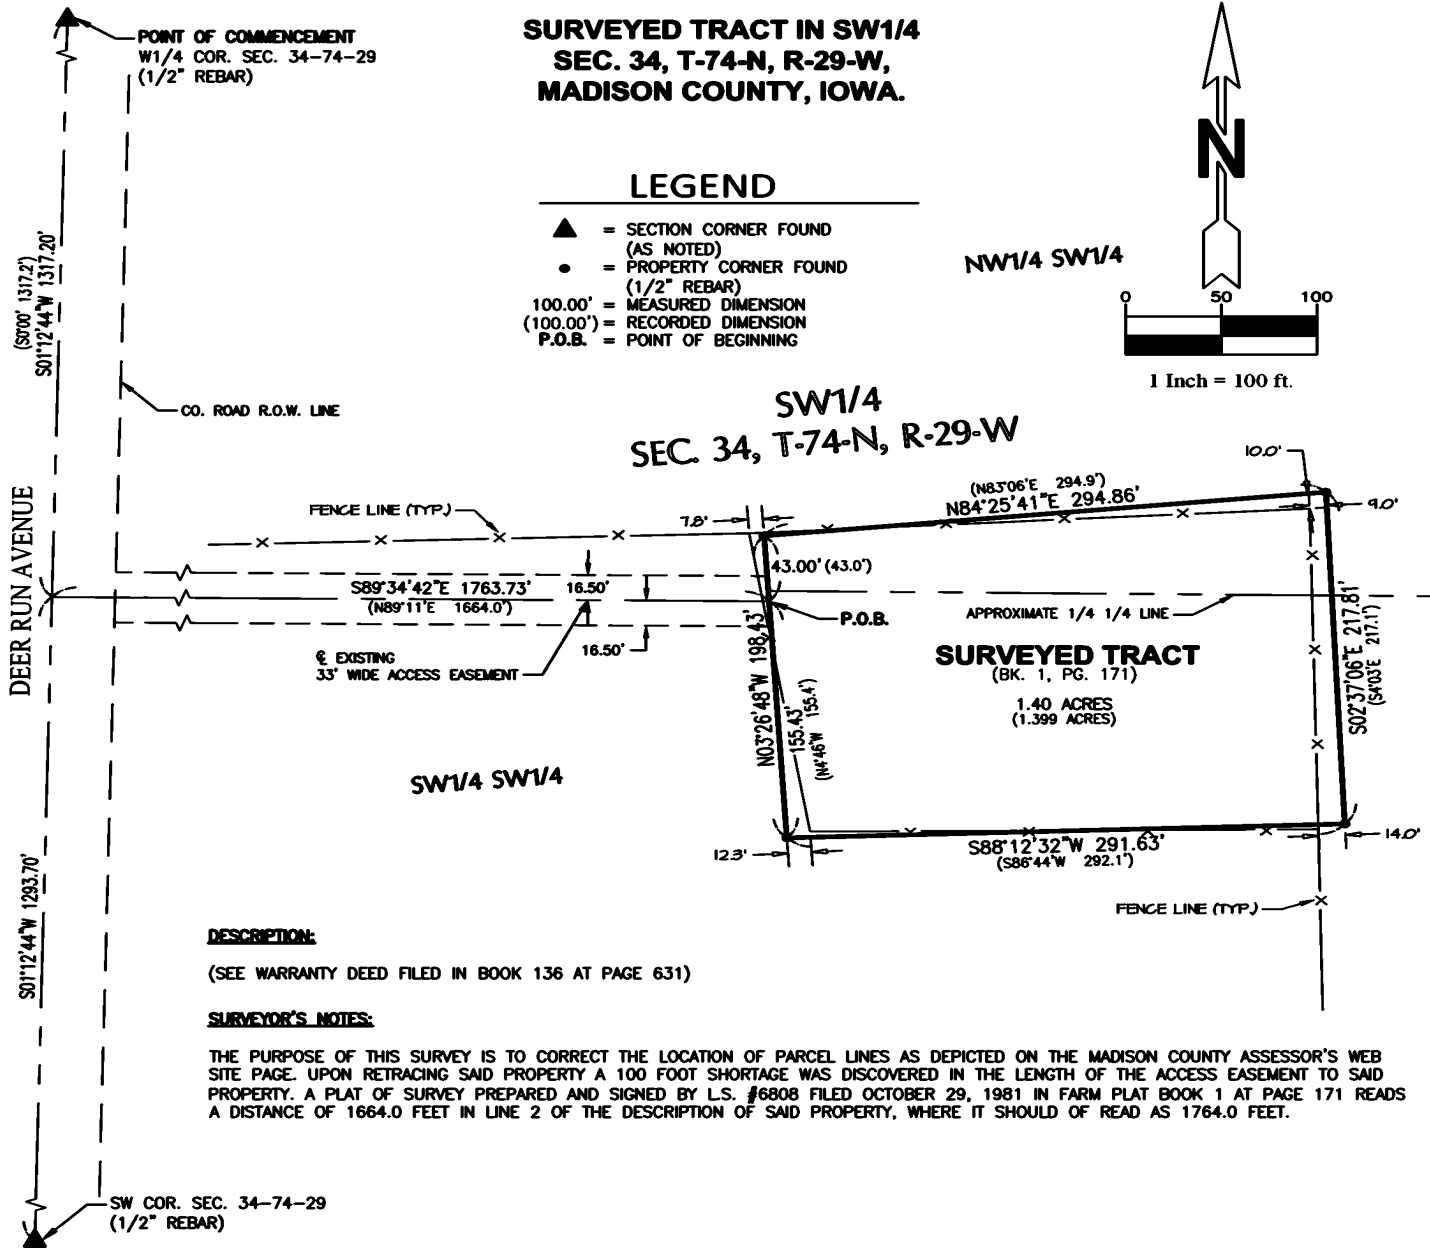 SURVEYED TRACT IN SW1/4
SEC. 34, T-74-N, R-29-W,
MADISON COUNTY, IOWA.
POINT OF COMMENCEMENT
W1/4 COR. SEC. 34-74-29
(1/2" REBAR)
N
LEGEND
= SECTION CORNER FOUND
(AS NOTED)
= PROPERTY CORNER FOUND
(1/2" REBAR)
100.00' = MEASURED DIMENSION
(100.00') = RECORDED DIMENSION
P.O.B. = POINT OF BEGINNING
NW1/4 SW1/4
0 50 100
1 Inch = 100 ft.
(S0°00' 1317.2')
S01°12'44"W 1317.20'
CO. ROAD R.O.W. LINE
SW1/4
SEC. 34, T-74-N, R-29-W
DEER RUN AVENUE
FENCE LINE (TYP.)
7.8'
(N83°06'E 294.9')
N84°25'41"E 294.86'
10.0'
9.0'
43.00' (43.0')
S89°34'42"E 1763.73'
(N89°11'E 1664.0')
16.50'
16.50'
P.O.B.
APPROXIMATE 1/4 1/4 LINE
℄ EXISTING
33' WIDE ACCESS EASEMENT
SURVEYED TRACT
(BK. 1, PG. 171)
1.40 ACRES
(1.399 ACRES)
N03°26'48"W 198.43'
155.43'
(N4°46'W 155.4')
S02°37'06"E 217.81'
(S4°03'E 217.1')
SW1/4 SW1/4
12.3'
S88°12'32"W 291.63'
(S86°44'W 292.1')
14.0'
FENCE LINE (TYP.)
S01°12'44"W 1293.70'
DESCRIPTION:
(SEE WARRANTY DEED FILED IN BOOK 136 AT PAGE 631)
SURVEYOR'S NOTES:
THE PURPOSE OF THIS SURVEY IS TO CORRECT THE LOCATION OF PARCEL LINES AS DEPICTED ON THE MADISON COUNTY ASSESSOR'S WEB
SITE PAGE. UPON RETRACING SAID PROPERTY A 100 FOOT SHORTAGE WAS DISCOVERED IN THE LENGTH OF THE ACCESS EASEMENT TO SAID
PROPERTY. A PLAT OF SURVEY PREPARED AND SIGNED BY L.S. #6808 FILED OCTOBER 29, 1981 IN FARM PLAT BOOK 1 AT PAGE 171 READS
A DISTANCE OF 1664.0 FEET IN LINE 2 OF THE DESCRIPTION OF SAID PROPERTY, WHERE IT SHOULD OF READ AS 1764.0 FEET.
SW COR. SEC. 34-74-29
(1/2" REBAR)